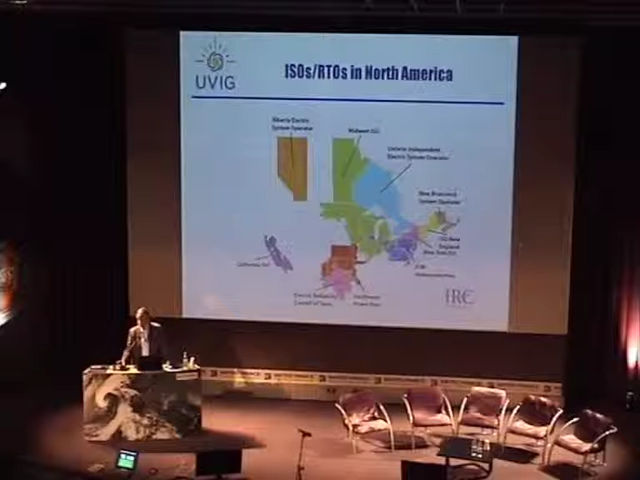 UVIG
ISOs/RTOs in North America
Alberta Electric
System Operator
Midwest ISO
Ontario Independent
Electric System Operator
New Brunswick
System Operator
ISO New
England
New York ISO
PJM
California ISO
Electric Reliability
Council of Texas
Southwest
Power Pool
IRC